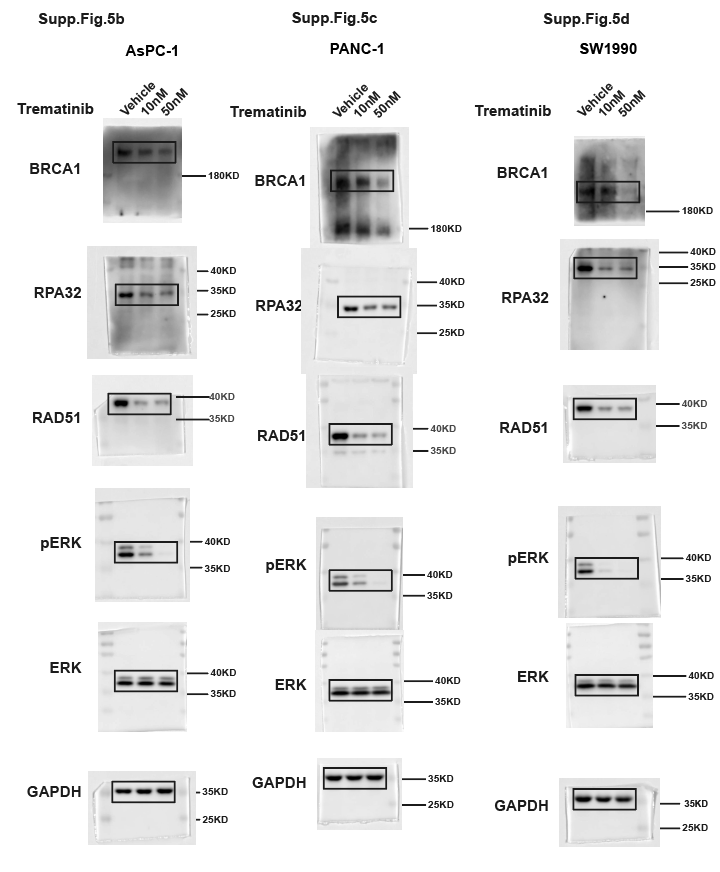 Supp.Fig.5b
AsPC-1
Trematinib
Vehicle
10nM
50nM
BRCA1
180KD
RPA32
40KD
35KD
25KD
RAD51
40KD
35KD
pERK
40KD
35KD
ERK
40KD
35KD
GAPDH
35KD
25KD
Supp.Fig.5c
PANC-1
Trematinib
Vehicle
10nM
50nM
BRCA1
180KD
RPA32
40KD
35KD
25KD
RAD51
40KD
35KD
pERK
40KD
35KD
ERK
40KD
35KD
GAPDH
35KD
25KD
Supp.Fig.5d
SW1990
Trematinib
Vehicle
10nM
50nM
BRCA1
180KD
RPA32
40KD
35KD
25KD
RAD51
40KD
35KD
pERK
40KD
35KD
ERK
40KD
35KD
GAPDH
35KD
25KD